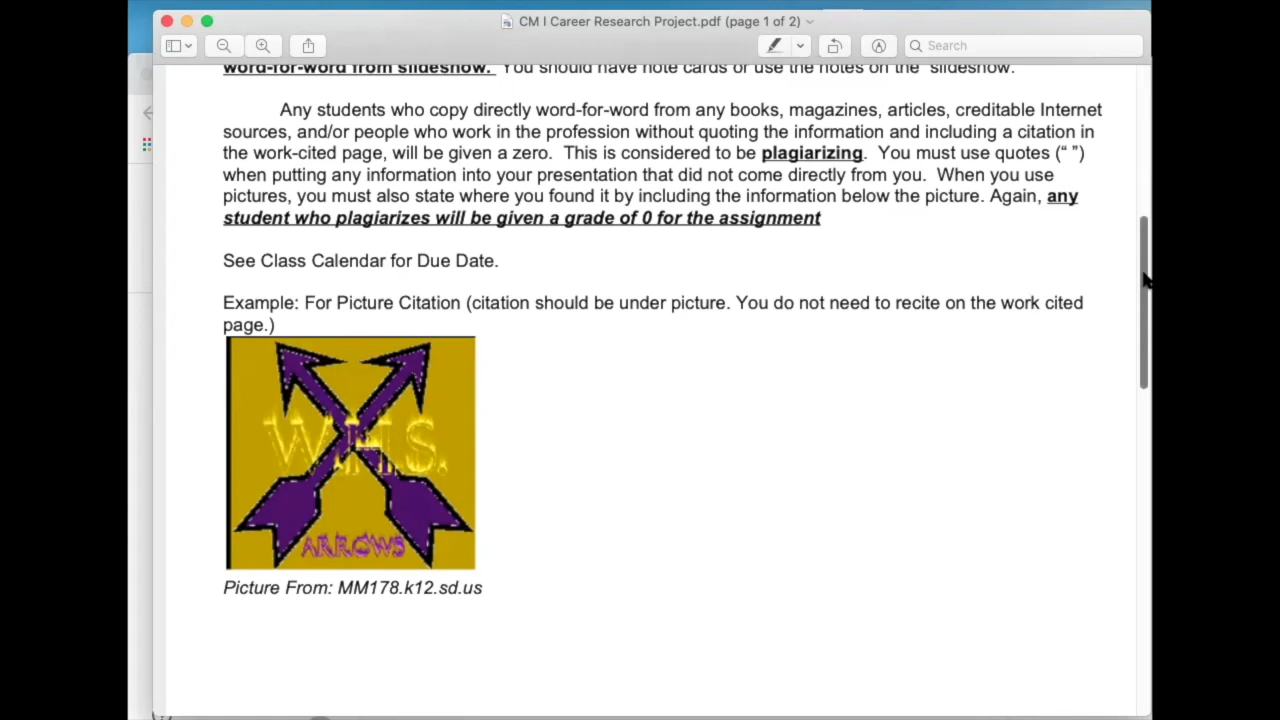 CM I Career Research Project.pdf (page 1 of 2)
Search
word-for-word from slideshow.  You should have note cards or use the notes on the  slideshow.
Any students who copy directly word-for-word from any books, magazines, articles, creditable Internet
sources, and/or people who work in the profession without quoting the information and including a citation in
the work-cited page, will be given a zero.  This is considered to be plagiarizing.  You must use quotes (“ ”)
when putting any information into your presentation that did not come directly from you.  When you use
pictures, you must also state where you found it by including the information below the picture. Again, any
student who plagiarizes will be given a grade of 0 for the assignment
See Class Calendar for Due Date.
Example: For Picture Citation (citation should be under picture. You do not need to recite on the work cited
page.)
W.H.S.
ARROWS
Picture From: MM178.k12.sd.us